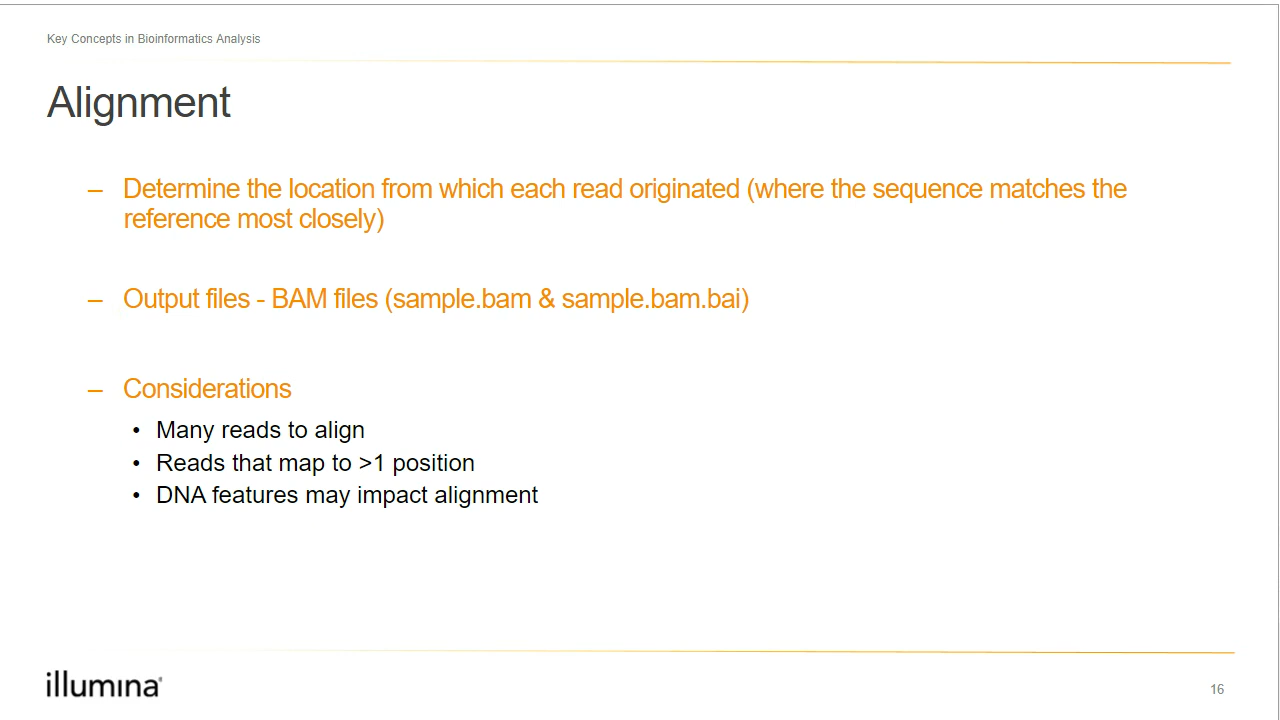 Key Concepts in Bioinformatics Analysis
Alignment
– Determine the location from which each read originated (where the sequence matches the
reference most closely)
– Output files - BAM files (sample.bam & sample.bam.bai)
– Considerations
• Many reads to align
• Reads that map to >1 position
• DNA features may impact alignment
illumina®
16